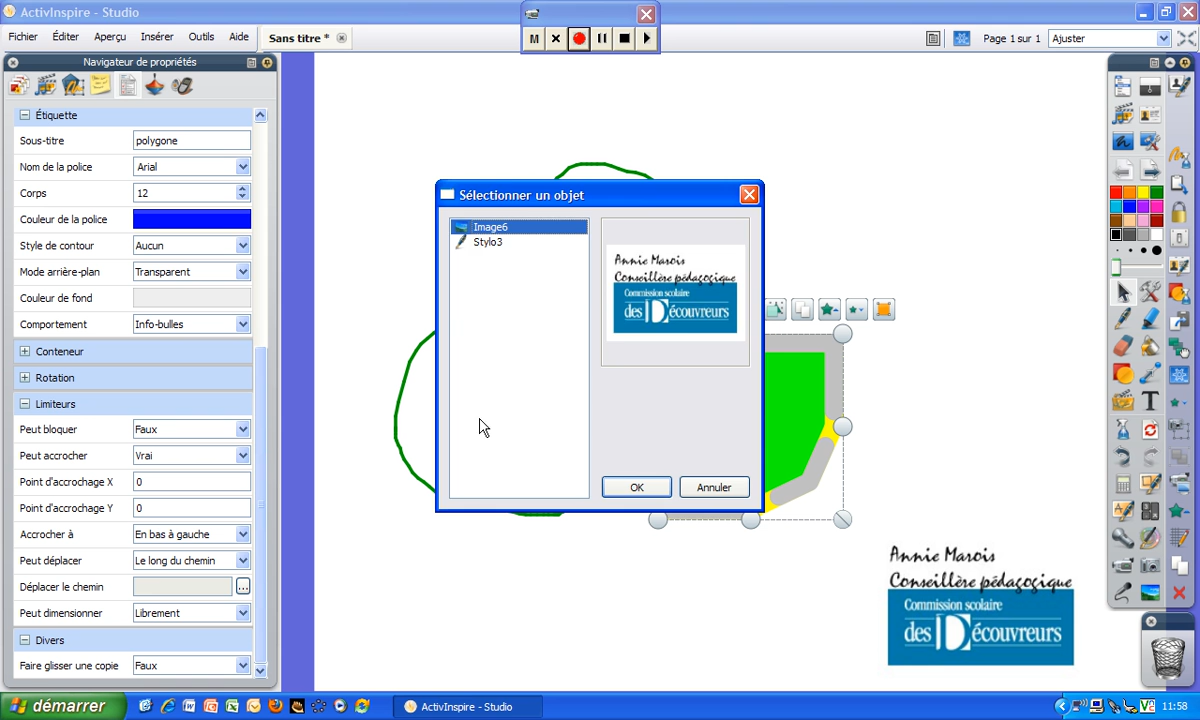 ActivInspire - Studio
Fichier Éditer Aperçu Insérer Outils Aide Sans titre *
M
Page 1 sur 1 Ajuster
Navigateur de propriétés
Étiquette
Sous-titre polygone
Nom de la police Arial
Corps 12
Couleur de la police
Style de contour Aucun
Mode arrière-plan Transparent
Couleur de fond
Comportement Info-bulles
Conteneur
Rotation
Limiteurs
Peut bloquer Faux
Peut accrocher Vrai
Point d'accrochage X 0
Point d'accrochage Y 0
Accrocher à En bas à gauche
Peut déplacer Le long du chemin
Déplacer le chemin ...
Peut dimensionner Librement
Divers
Faire glisser une copie Faux
Sélectionner un objet
Image6
Stylo3
Annie Marois
Conseillère pédagogique
Commission scolaire
des Découvreurs
OK Annuler
Annie Marois
Conseillère pédagogique
Commission scolaire
des Découvreurs
démarrer
ActivInspire - Studio
11:58